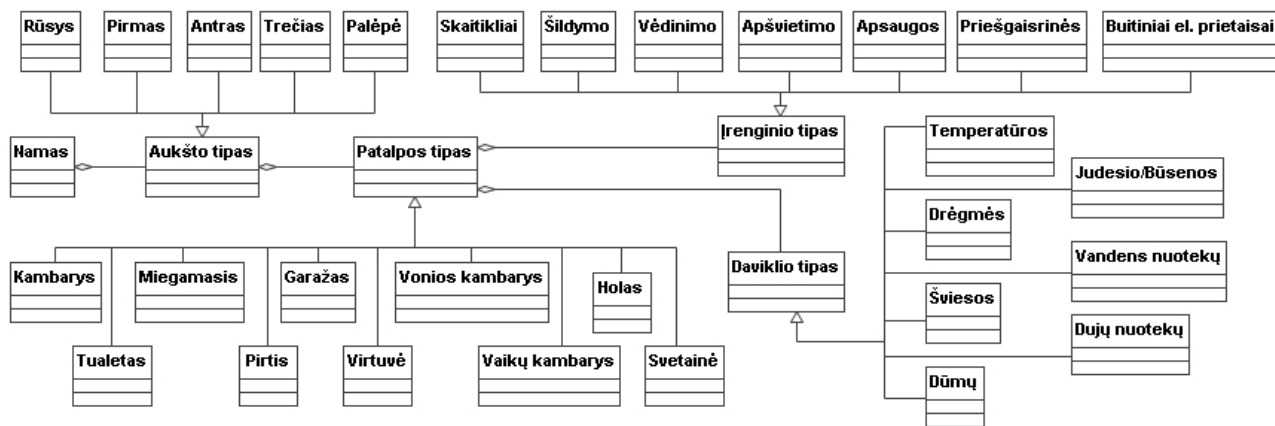 Rūsys
Pirmas
Antras
Trečias
Palėpė
Skaitikliai
Šildymo
Vėdinimo
Apšvietimo
Apsaugos
Priešgaisrinės
Buitiniai el. prietaisai
Namas
Aukšto tipas
Patalpos tipas
Įrenginio tipas
Temperatūros
Judesio/Būsenos
Drėgmės
Vandens nuotekų
Daviklio tipas
Šviesos
Dujų nuotekų
Dūmų
Kambarys
Miegamasis
Garažas
Vonios kambarys
Holas
Tualetas
Pirtis
Virtuvė
Vaikų kambarys
Svetainė